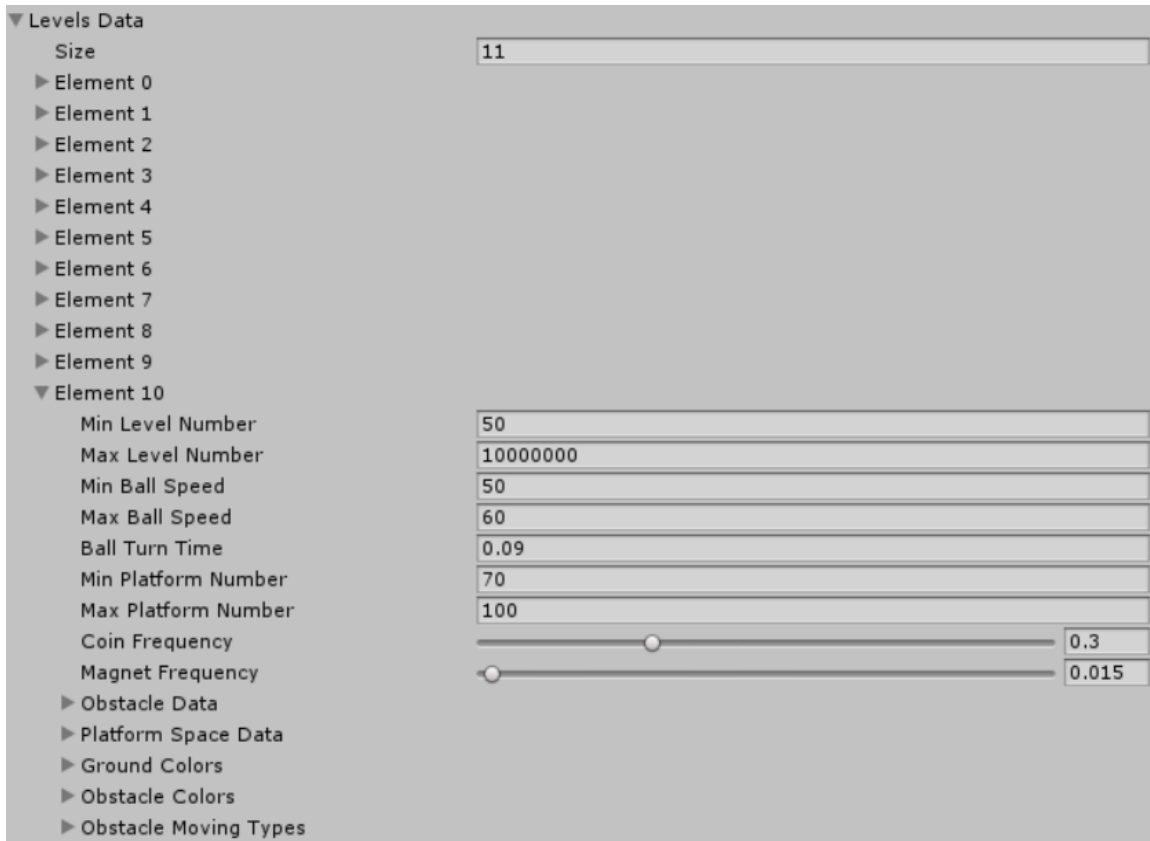 Levels Data
Size 11
Element 0
Element 1
Element 2
Element 3
Element 4
Element 5
Element 6
Element 7
Element 8
Element 9
Element 10
Min Level Number 50
Max Level Number 10000000
Min Ball Speed 50
Max Ball Speed 60
Ball Turn Time 0.09
Min Platform Number 70
Max Platform Number 100
Coin Frequency 0.3
Magnet Frequency 0.015
Obstacle Data
Platform Space Data
Ground Colors
Obstacle Colors
Obstacle Moving Types